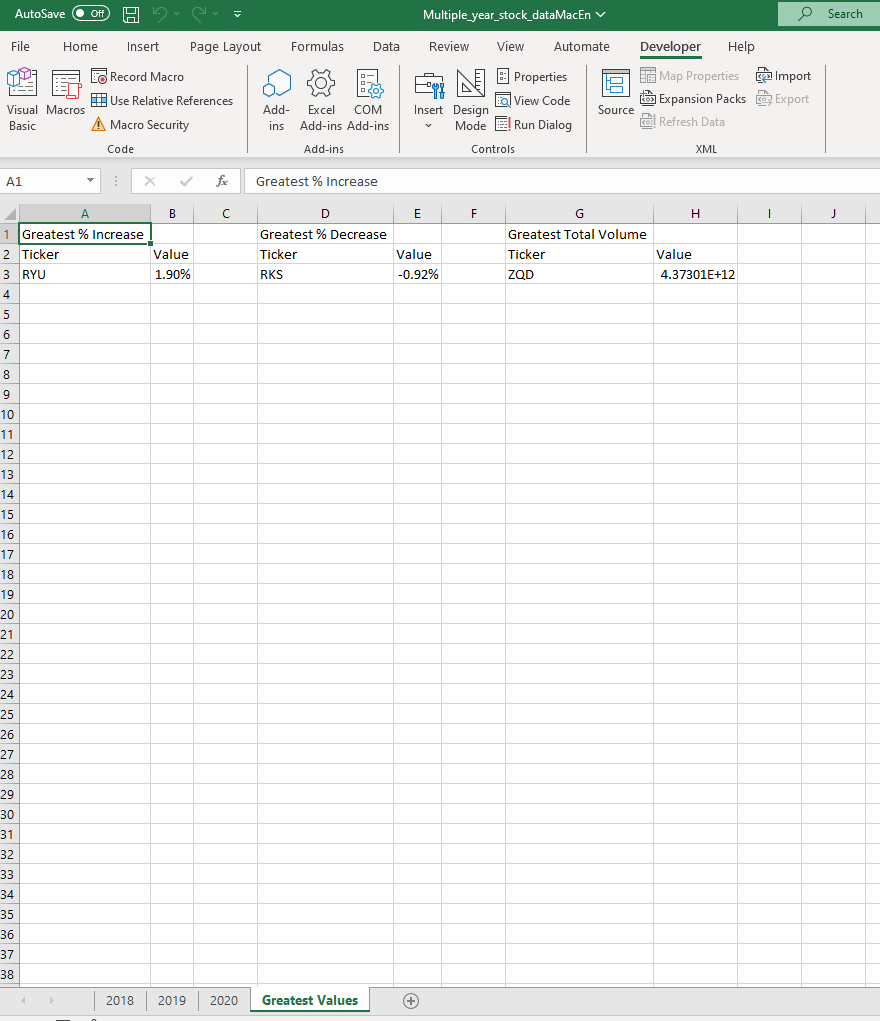 AutoSave Off Multiple_year_stock_dataMacEn Search
File Home Insert Page Layout Formulas Data Review View Automate Developer Help
Visual Basic
Macros
Record Macro
Use Relative References
Macro Security
Code
Add-ins
Excel Add-ins
COM Add-ins
Add-ins
Insert
Design Mode
Properties
View Code
Run Dialog
Controls
Source
Map Properties
Expansion Packs
Refresh Data
Import
Export
XML
A1 fx Greatest % Increase
A B C D E F G H I J
1 Greatest % Increase Greatest % Decrease Greatest Total Volume
2 Ticker Value Ticker Value Ticker Value
3 RYU 1.90% RKS -0.92% ZQD 4.37301E+12
4
5
6
7
8
9
10
11
12
13
14
15
16
17
18
19
20
21
22
23
24
25
26
27
28
29
30
31
32
33
34
35
36
37
38
2018 2019 2020 Greatest Values